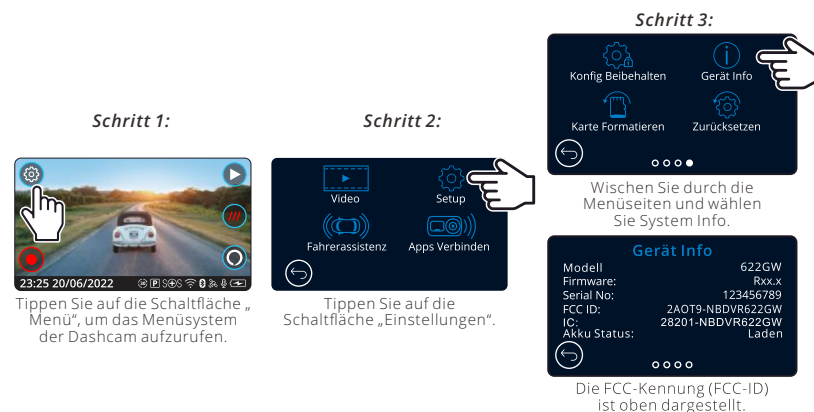 Schritt 1:
23:25 20/06/2022
Tippen Sie auf die Schaltfläche „
Menü“, um das Menüsystem
der Dashcam aufzurufen.
Schritt 2:
Video
Setup
Fahrerassistenz
Apps Verbinden
Tippen Sie auf die
Schaltfläche „Einstellungen“.
Schritt 3:
Konfig Beibehalten
Gerät Info
Karte Formatieren
Zurücksetzen
Wischen Sie durch die
Menüseiten und wählen
Sie System Info.
Gerät Info
Modell 622GW
Firmware: Rxx.x
Serial No: 123456789
FCC ID: 2AOT9-NBDVR622GW
IC: 28201-NBDVR622GW
Akku Status: Laden
Die FCC-Kennung (FCC-ID)
ist oben dargestellt.